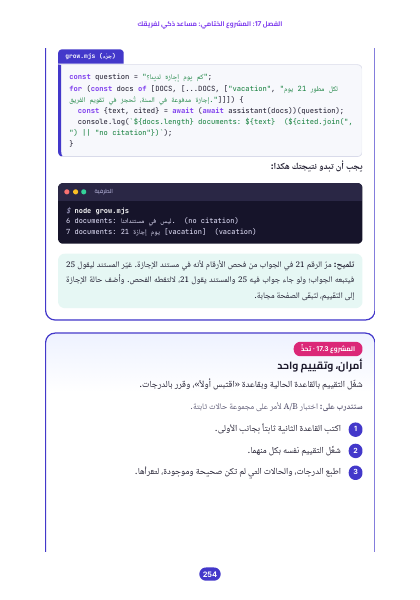 الفصل 17: المشروع الختامي: مساعد ذكي لفريقك
grow.mjs (جزء)
const question = "كم يوم إجازة لدينا؟";
for (const docs of [DOCS, [...DOCS, ["vacation", "لكل مطور 21 يوم
إجازة مدفوعة في السنة، تُحجز في تقويم الفريق."]]]) {
const {text, cited} = await (await assistant(docs))(question);
console.log(`${docs.length} documents: ${text} (${cited.join(",
") || "no citation"})`);
}
يجب أن تبدو نتيجتك هكذا:
الطرفية
$ node grow.mjs
6 documents: ليس في مستنداتنا. (no citation)
7 documents: 21 يوم إجازة [vacation] (vacation)
تلميح: مرّ الرقم 21 في الجواب من فحص الأرقام لأنه في مستند الإجازة. غيّر المستند ليقول 25
فيتبعه الجواب؛ ولو جاء جواب فيه 25 والمستند يقول 21، لالتقطه الفحص. وأضف حالة الإجازة
إلى التقييم، لتبقى الصفحة مجابة.
المشروع 17.3 · تحدٍّ
أمران، وتقييم واحد
شغّل التقييم بالقاعدة الحالية وبقاعدة «اقتبس أولاً»، وقرر بالدرجات.
ستتدرب على: اختبار A/B لأمر على مجموعة حالات ثابتة.
1 اكتب القاعدة الثانية ثابتاً بجانب الأولى.
2 شغّل التقييم نفسه بكل منهما.
3 اطبع الدرجات، والحالات التي لم تكن صحيحة وموجودة، لتقرأها.
254